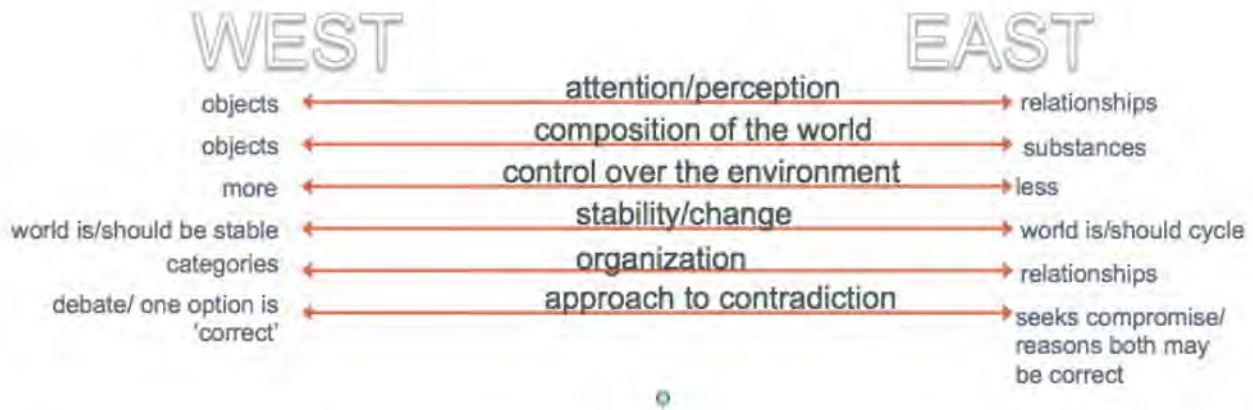 WEST EAST
objects attention/perception relationships
objects composition of the world substances
more control over the environment less
world is/should be stable stability/change world is/should cycle
categories organization relationships
debate/ one option is approach to contradiction seeks compromise/
'correct' reasons both may
be correct